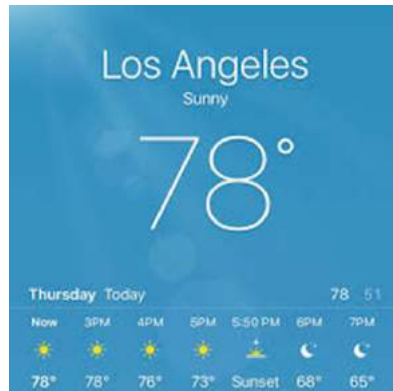 Los Angeles
Sunny
78°
Thursday Today 78 51
Now 3PM 4PM 5PM 5:50 PM 6PM 7PM
78° 78° 76° 73° Sunset 68° 65°